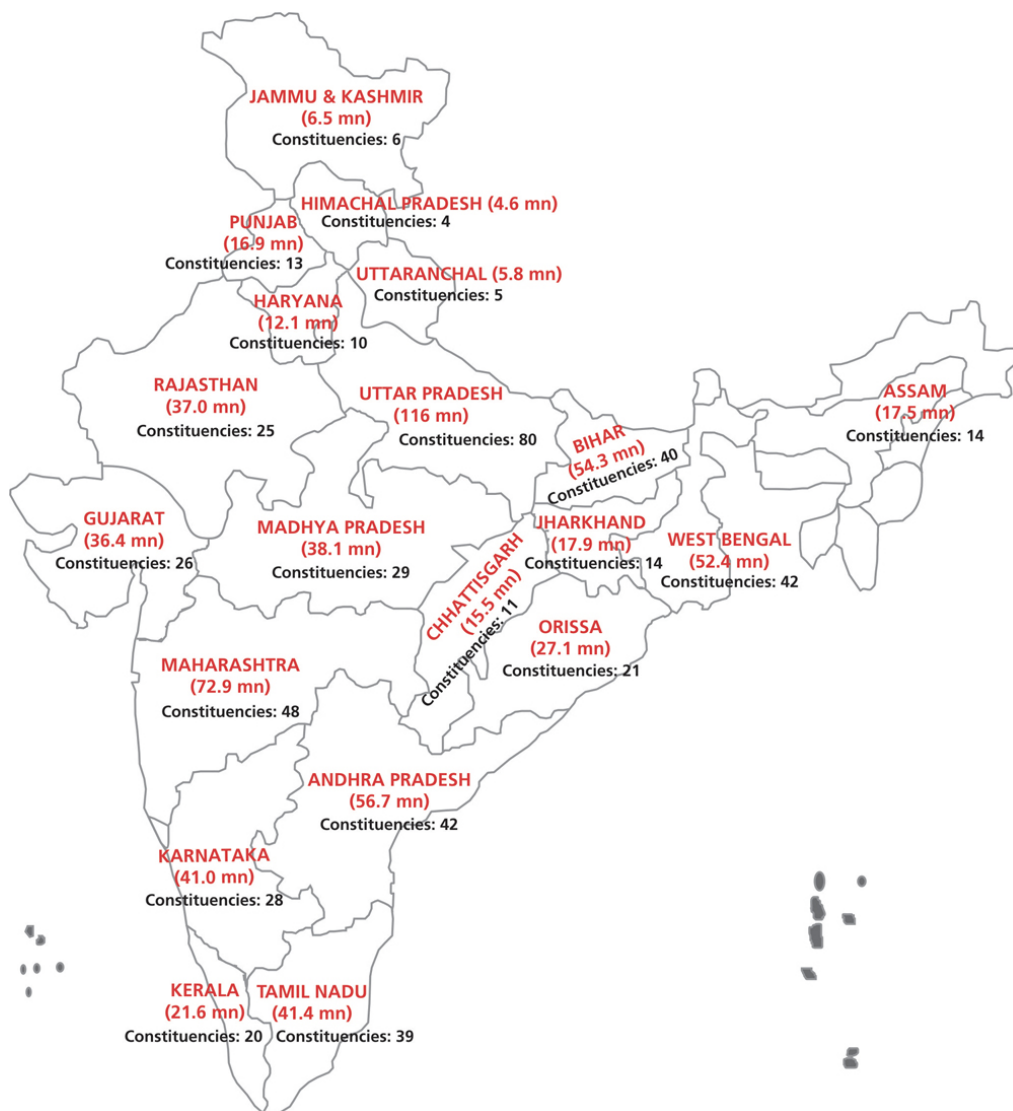 JAMMU & KASHMIR
(6.5 mn)
Constituencies: 6
HIMACHAL PRADESH (4.6 mn)
Constituencies: 4
PUNJAB
(16.9 mn)
Constituencies: 13
UTTARANCHAL (5.8 mn)
Constituencies: 5
HARYANA
(12.1 mn)
Constituencies: 10
RAJASTHAN
(37.0 mn)
Constituencies: 25
UTTAR PRADESH
(116 mn)
Constituencies: 80
ASSAM
(17.5 mn)
Constituencies: 14
BIHAR
(54.3 mn)
Constituencies: 40
GUJARAT
(36.4 mn)
Constituencies: 26
MADHYA PRADESH
(38.1 mn)
Constituencies: 29
CHHATTISGARH
(15.5 mn)
Constituencies: 11
JHARKHAND
(17.9 mn)
Constituencies: 14
WEST BENGAL
(52.4 mn)
Constituencies: 42
ORISSA
(27.1 mn)
Constituencies: 21
MAHARASHTRA
(72.9 mn)
Constituencies: 48
ANDHRA PRADESH
(56.7 mn)
Constituencies: 42
KARNATAKA
(41.0 mn)
Constituencies: 28
KERALA
(21.6 mn)
Constituencies: 20
TAMIL NADU
(41.4 mn)
Constituencies: 39